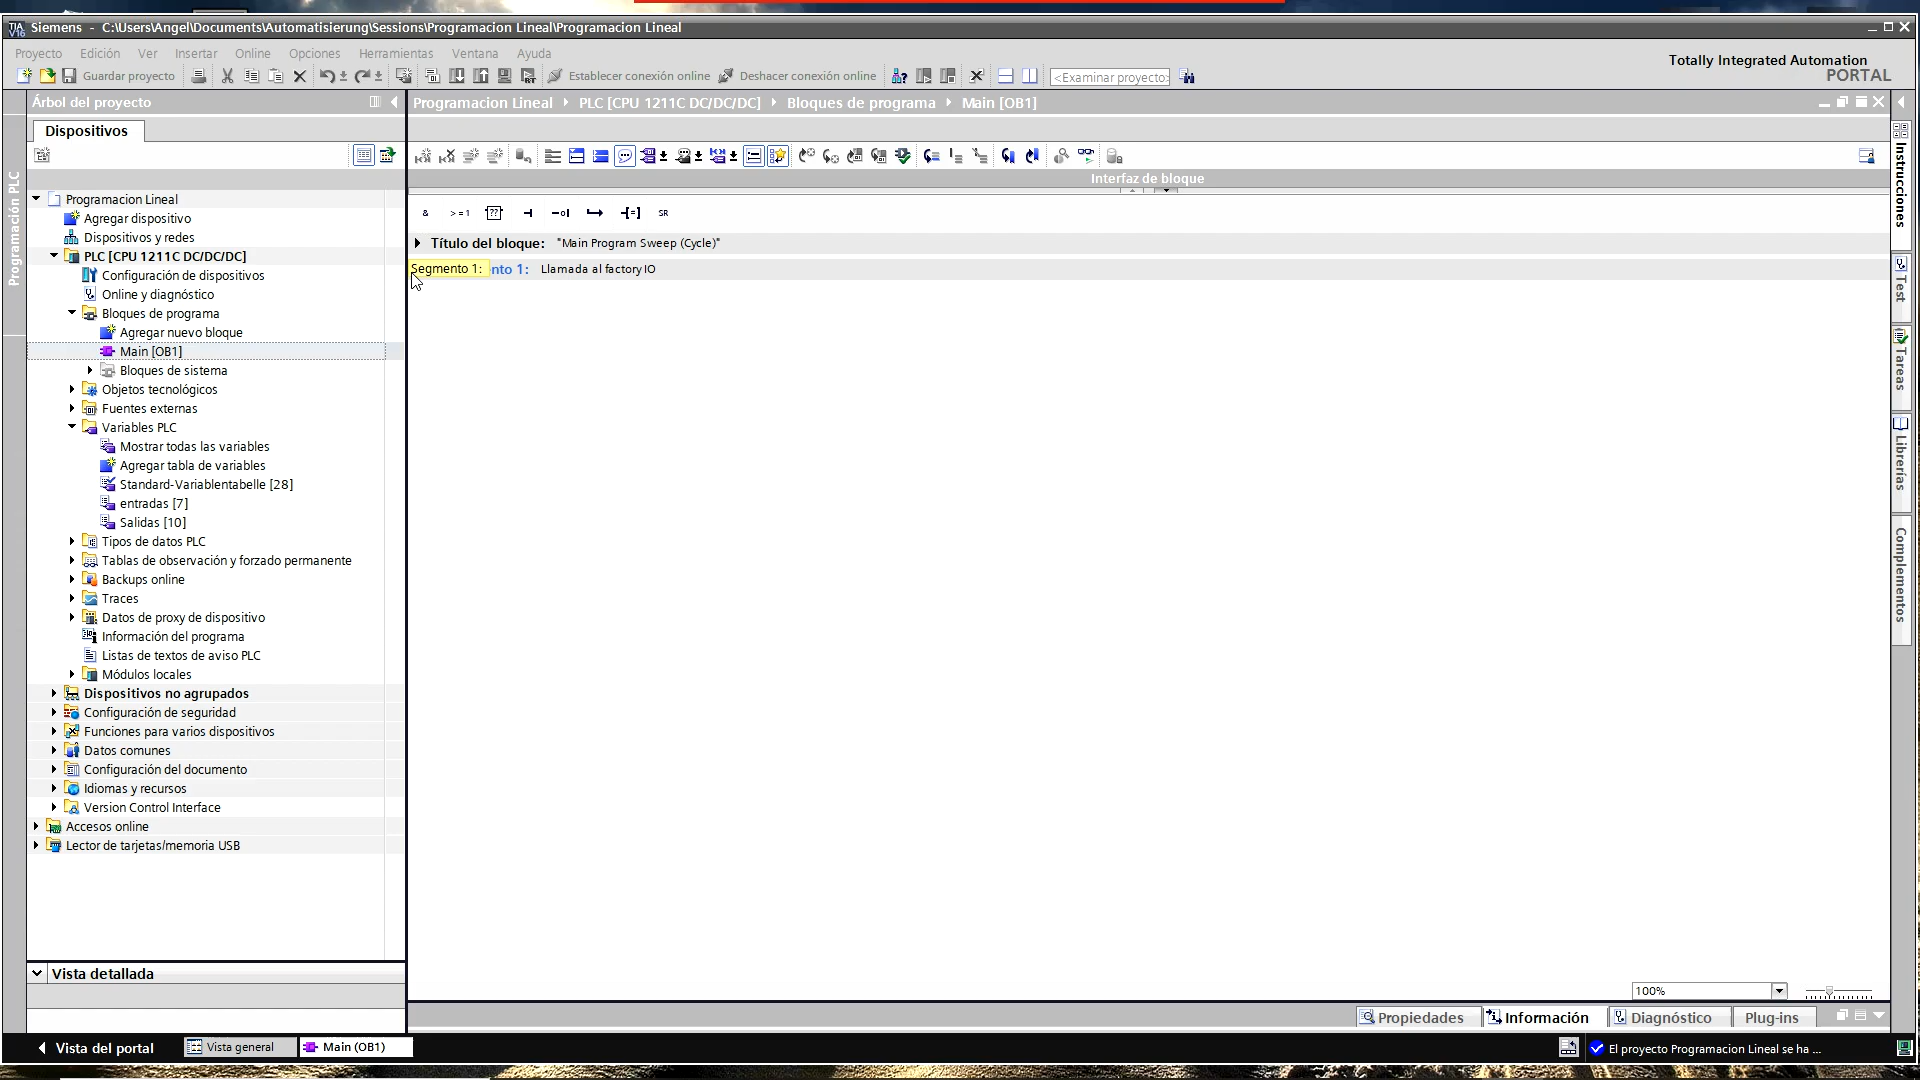 Siemens - C:\Users\Angel\Documents\Automatisierung\Sessions\Programacion Lineal\Programacion Lineal
Proyecto Edición Ver Insertar Online Opciones Herramientas Ventana Ayuda
Totally Integrated Automation
PORTAL
Guardar proyecto
Establecer conexión online
Deshacer conexión online
<Examinar proyecto>
Árbol del proyecto
Programacion Lineal PLC [CPU 1211C DC/DC/DC] Bloques de programa Main [OB1]
Dispositivos
Programación PLC
Interfaz de bloque
& >=1 ?? SR
Título del bloque: "Main Program Sweep (Cycle)"
Segmento 1: nto 1: Llamada al factory IO
Programacion Lineal
Agregar dispositivo
Dispositivos y redes
PLC [CPU 1211C DC/DC/DC]
Configuración de dispositivos
Online y diagnóstico
Bloques de programa
Agregar nuevo bloque
Main [OB1]
Bloques de sistema
Objetos tecnológicos
Fuentes externas
Variables PLC
Mostrar todas las variables
Agregar tabla de variables
Standard-Variablentabelle [28]
entradas [7]
Salidas [10]
Tipos de datos PLC
Tablas de observación y forzado permanente
Backups online
Traces
Datos de proxy de dispositivo
Información del programa
Listas de textos de aviso PLC
Módulos locales
Dispositivos no agrupados
Configuración de seguridad
Funciones para varios dispositivos
Datos comunes
Configuración del documento
Idiomas y recursos
Version Control Interface
Accesos online
Lector de tarjetas/memoria USB
Vista detallada
Instrucciones
Test
Tareas
Librerías
Complementos
100%
Propiedades Información Diagnóstico Plug-ins
Vista del portal Vista general Main (OB1)
El proyecto Programacion Lineal se ha ...